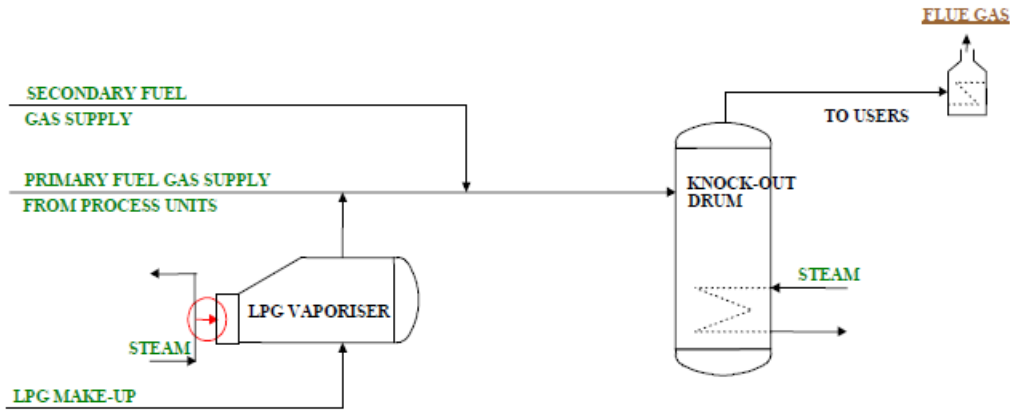 FLUE GAS
SECONDARY FUEL
GAS SUPPLY
TO USERS
PRIMARY FUEL GAS SUPPLY
FROM PROCESS UNITS
KNOCK-OUT
DRUM
STEAM
LPG VAPORISER
STEAM
LPG MAKE-UP